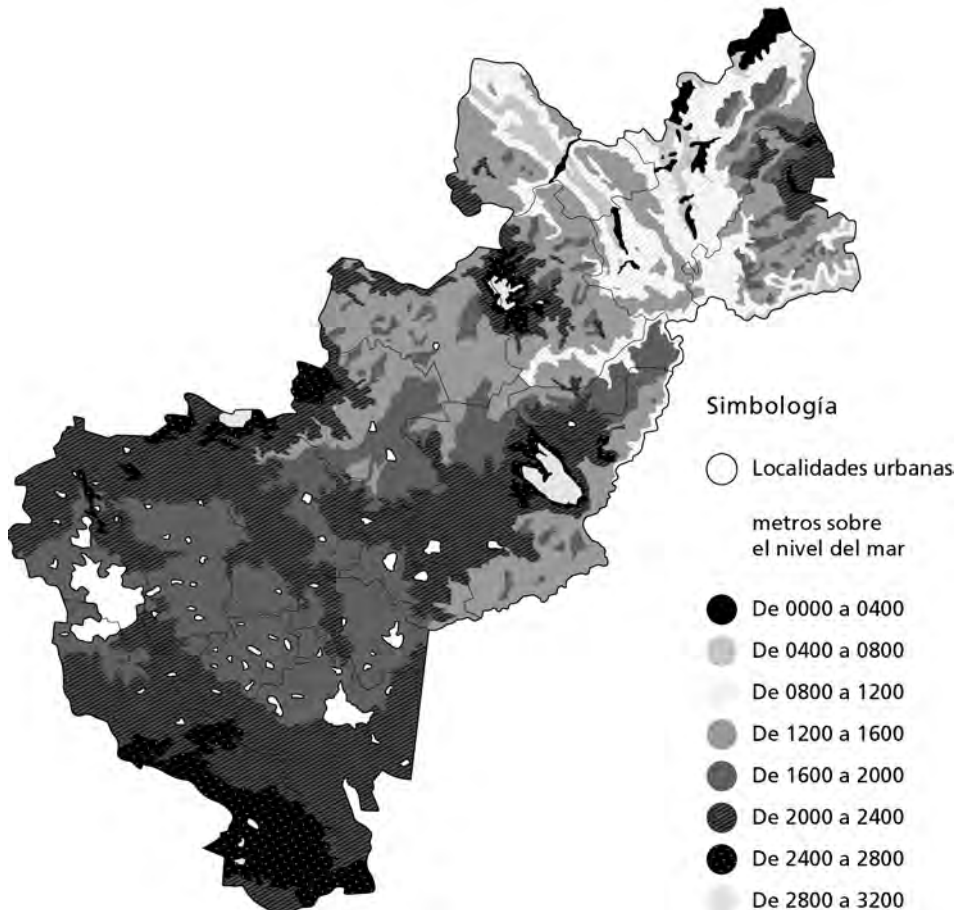 Simbología
Localidades urbanas
metros sobre
el nivel del mar
De 0000 a 0400
De 0400 a 0800
De 0800 a 1200
De 1200 a 1600
De 1600 a 2000
De 2000 a 2400
De 2400 a 2800
De 2800 a 3200